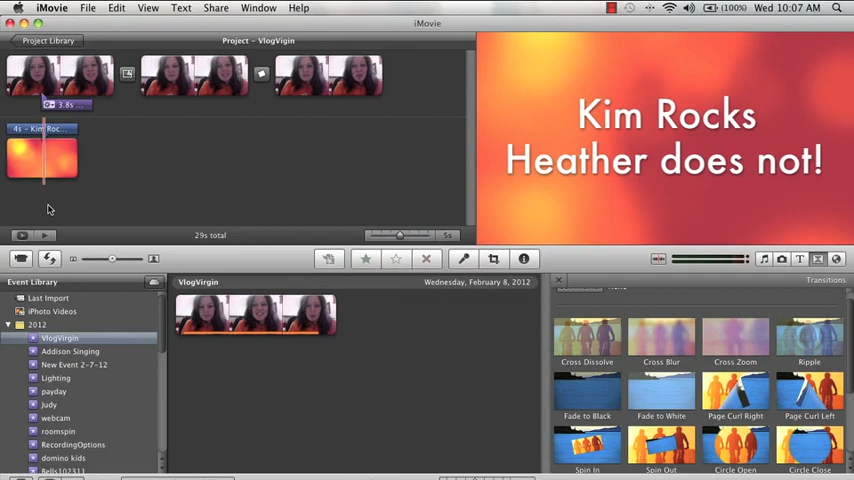 iMovie File Edit View Text Share Window Help (100%) Wed 10:07 AM
iMovie
Project Library
Project - VlogVigin
3.8s ...
4s - Kim Roc...
Kim Rocks
Heather does not!
29s total
5s
Event Library
Last Import
iPhoto Videos
2012
VlogVirgin
Addison Singing
New Event 2-7-12
Lighting
payday
Judy
webcam
roomspin
RecordingOptions
domino kids
Bells102311
VlogVirgin
Wednesday, February 8, 2012
Transitions
Cross Dissolve
Cross Blur
Cross Zoom
Ripple
Fade to Black
Fade to White
Page Curl Right
Page Curl Left
Spin In
Spin Out
Circle Open
Circle Close